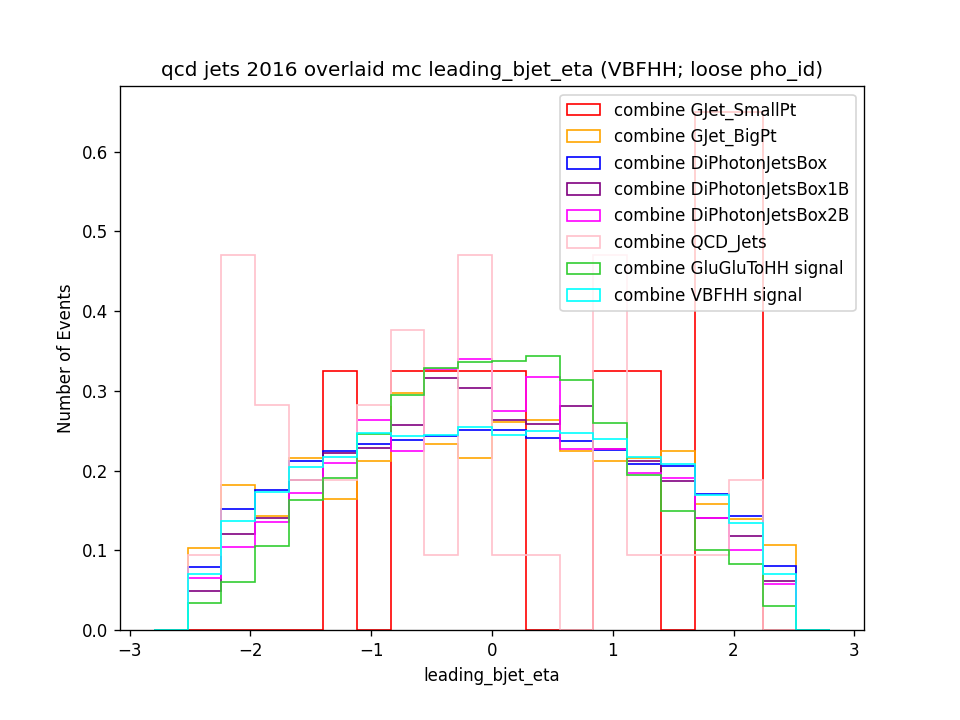 qcd jets 2016 overlaid mc leading_bjet_eta (VBFHH; loose pho_id)
combine GJet_SmallPt
combine GJet_BigPt
combine DiPhotonJetsBox
combine DiPhotonJetsBox1B
combine DiPhotonJetsBox2B
combine QCD_Jets
combine GluGluToHH signal
combine VBFHH signal
Number of Events
0.6
0.5
0.4
0.3
0.2
0.1
0.0
−3 −2 −1 0 1 2 3
leading_bjet_eta